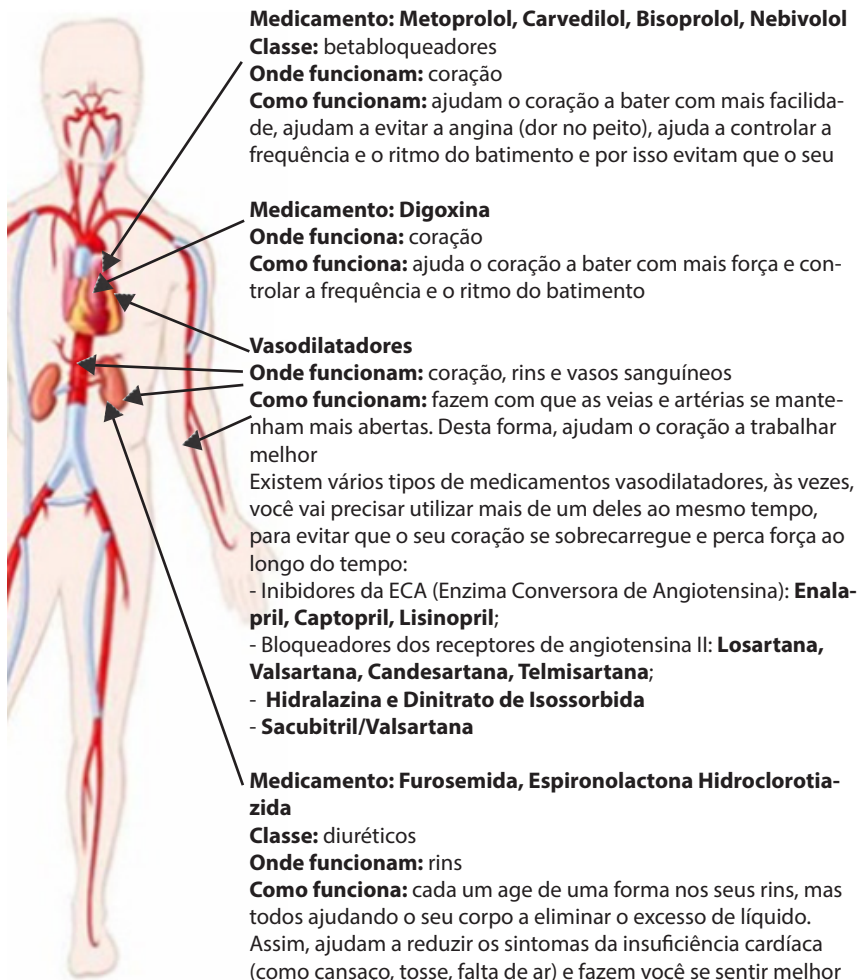 Medicamento: Metoprolol, Carvedilol, Bisoprolol, Nebivolol
Classe: betabloqueadores
Onde funcionam: coração
Como funcionam: ajudam o coração a bater com mais facilida-
de, ajudam a evitar a angina (dor no peito), ajuda a controlar a
frequência e o ritmo do batimento e por isso evitam que o seu
Medicamento: Digoxina
Onde funciona: coração
Como funciona: ajuda o coração a bater com mais força e con-
trolar a frequência e o ritmo do batimento
Vasodilatadores
Onde funcionam: coração, rins e vasos sanguíneos
Como funcionam: fazem com que as veias e artérias se mante-
nham mais abertas. Desta forma, ajudam o coração a trabalhar
melhor
Existem vários tipos de medicamentos vasodilatadores, às vezes,
você vai precisar utilizar mais de um deles ao mesmo tempo,
para evitar que o seu coração se sobrecarregue e perca força ao
longo do tempo:
- Inibidores da ECA (Enzima Conversora de Angiotensina): Enala-
pril, Captopril, Lisinopril;
- Bloqueadores dos receptores de angiotensina II: Losartana,
Valsartana, Candesartana, Telmisartana;
- Hidralazina e Dinitrato de Isossorbida
- Sacubitril/Valsartana
Medicamento: Furosemida, Espironolactona Hidroclorotia-
zida
Classe: diuréticos
Onde funcionam: rins
Como funciona: cada um age de uma forma nos seus rins, mas
todos ajudando o seu corpo a eliminar o excesso de líquido.
Assim, ajudam a reduzir os sintomas da insuficiência cardíaca
(como cansaço, tosse, falta de ar) e fazem você se sentir melhor